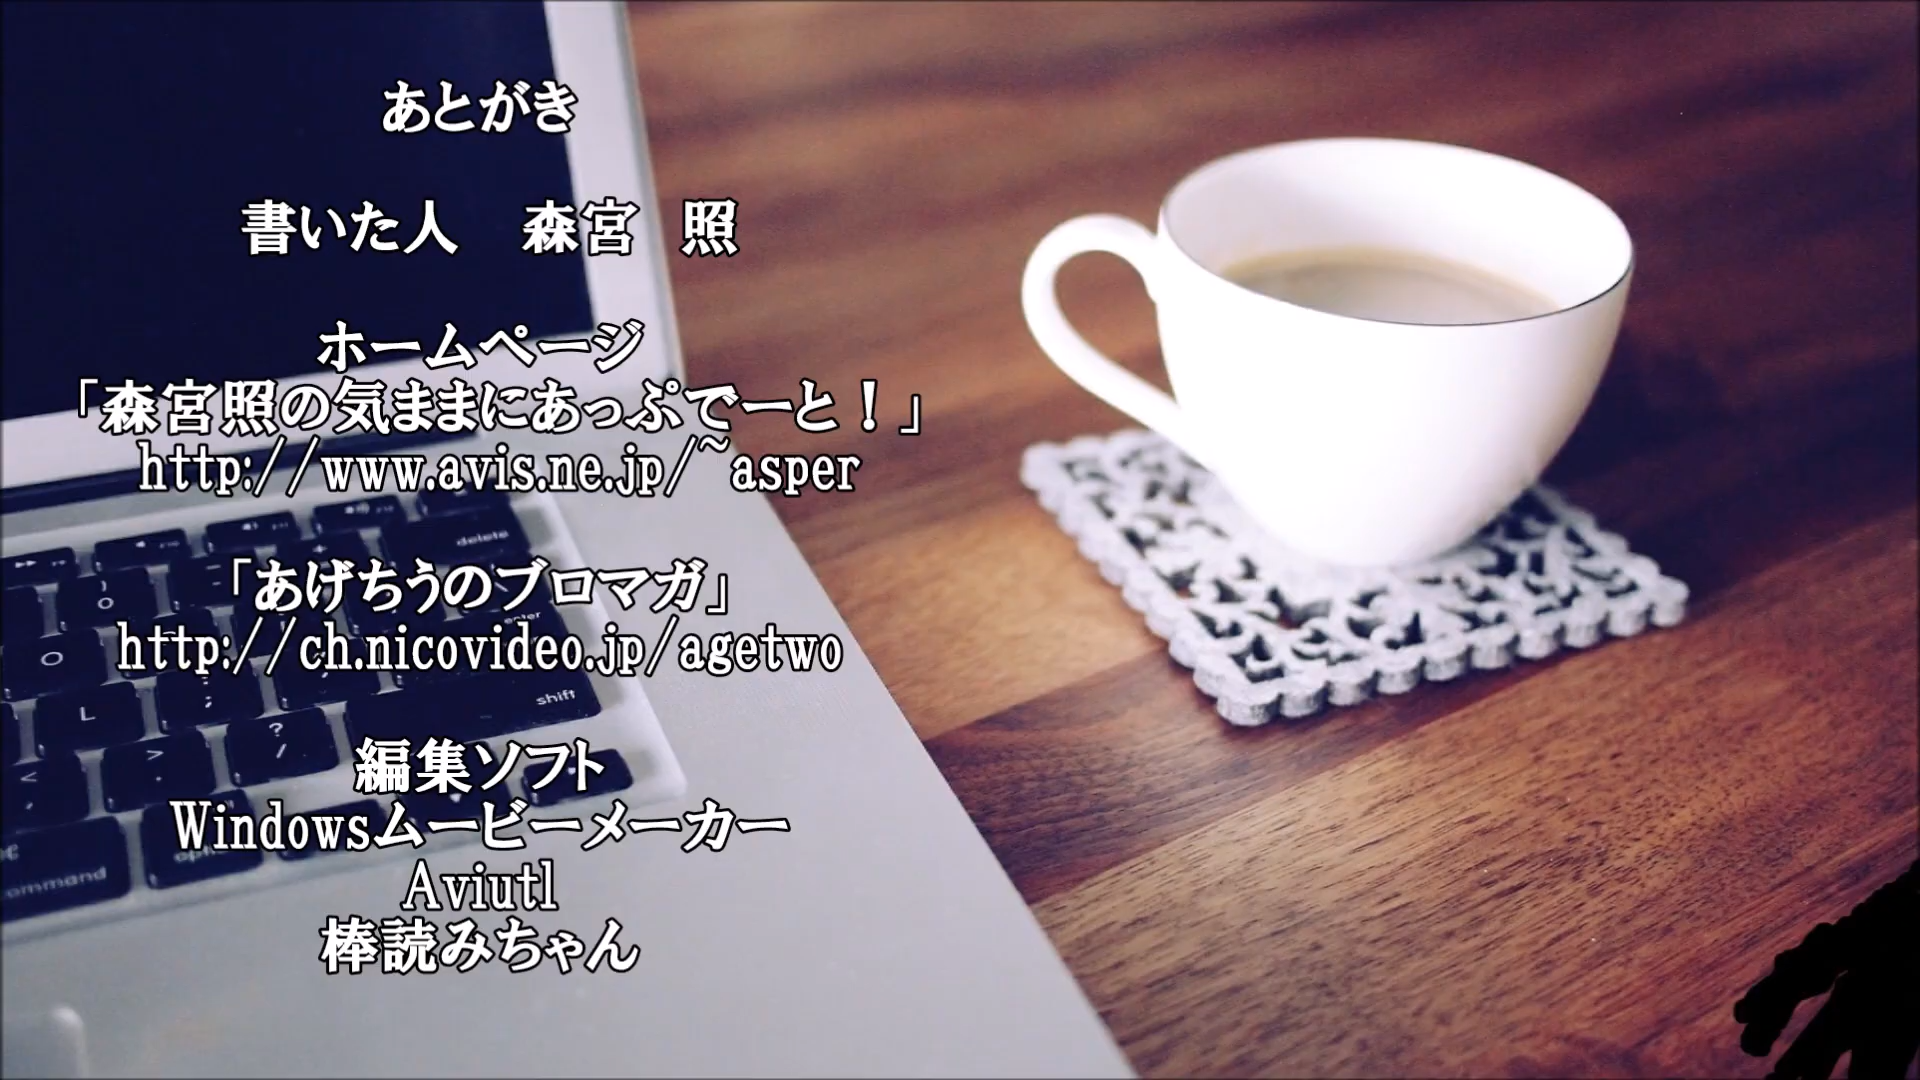 あとがき
書いた人　森宮　照
ホームページ
「森宮照の気ままにあっぷでーと！」
http://www.avis.ne.jp/~asper
「あげちうのブロマガ」
http://ch.nicovideo.jp/agetwo
編集ソフト
Windowsムービーメーカー
Aviutl
棒読みちゃん
delete
enter
shift
command